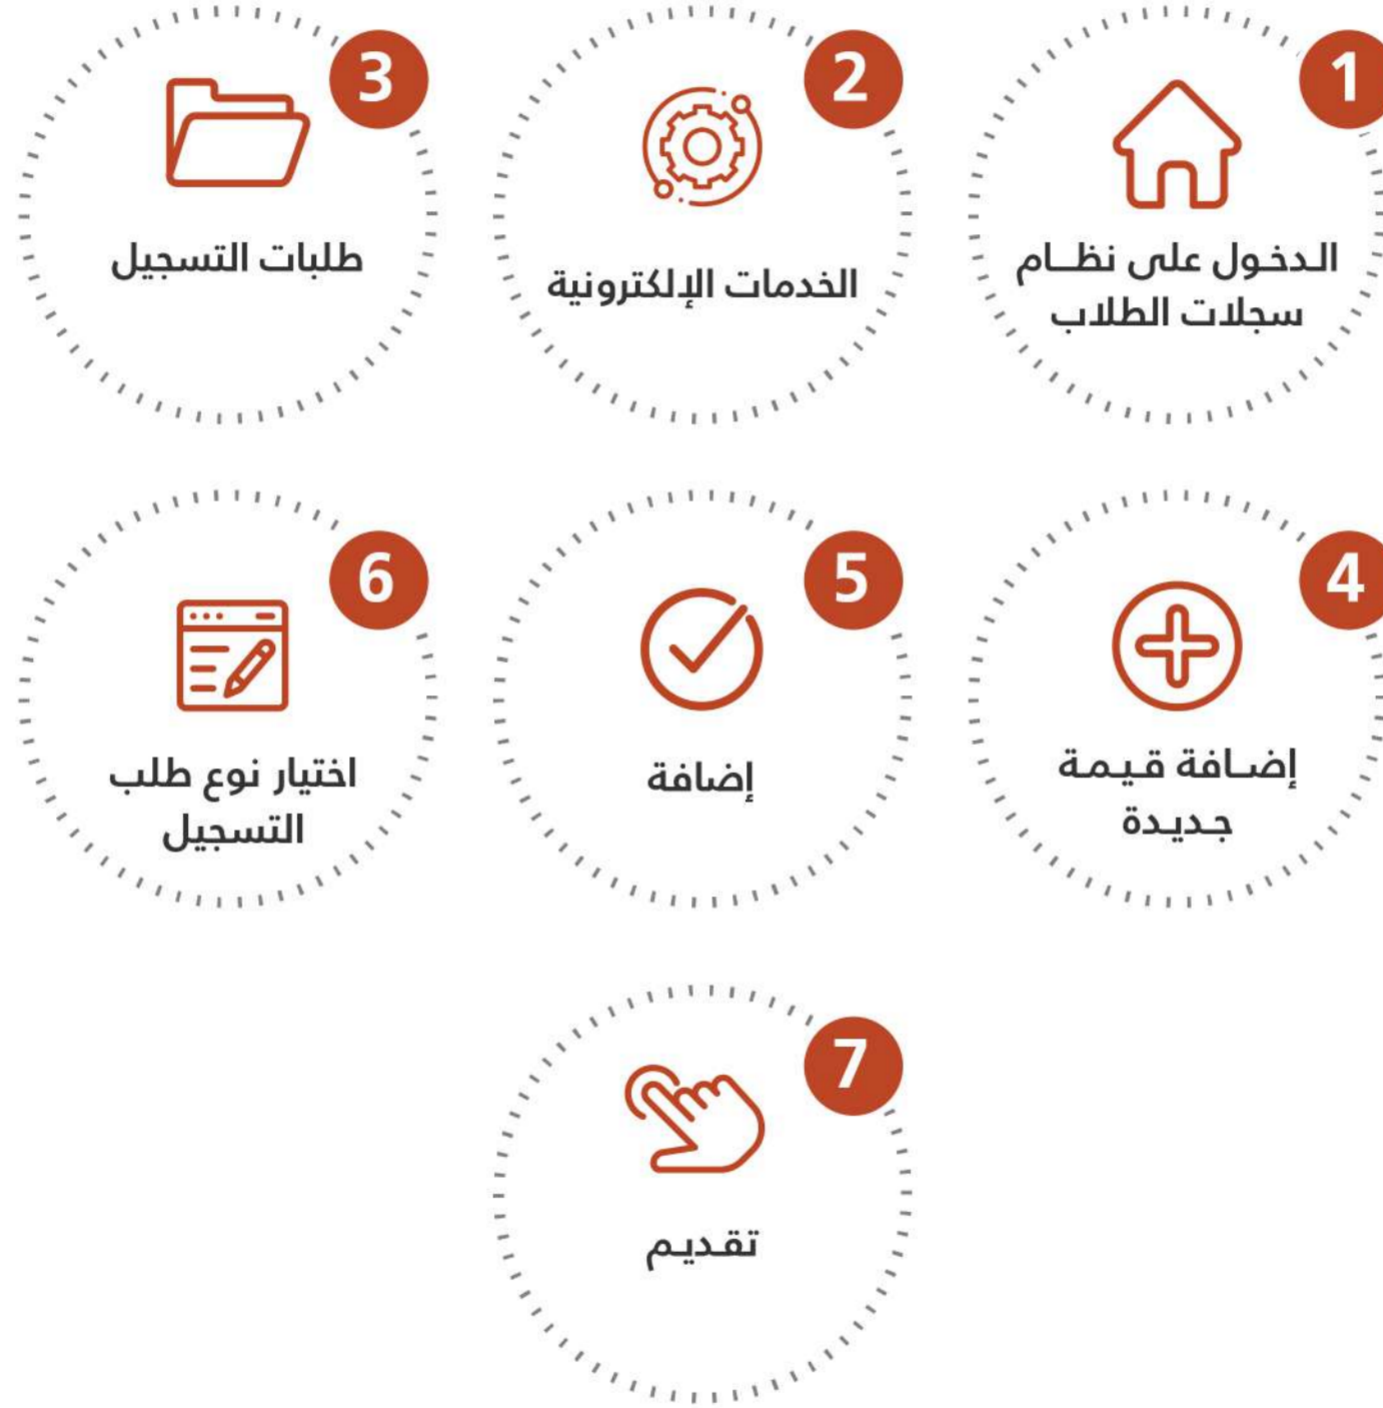 1
الدخول على نظام
سجلات الطلاب
2
الخدمات الإلكترونية
3
طلبات التسجيل
4
إضافة قيمة
جديدة
5
إضافة
6
اختيار نوع طلب
التسجيل
7
تقديم